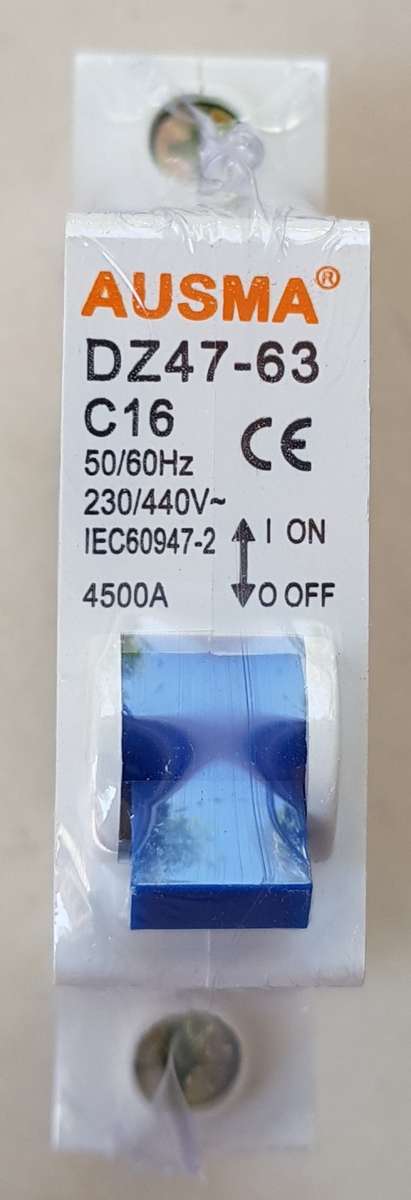 AUSMA®
DZ47-63
C16
CE
50/60Hz
230/440V~
IEC60947-2
I ON
4500A
O OFF